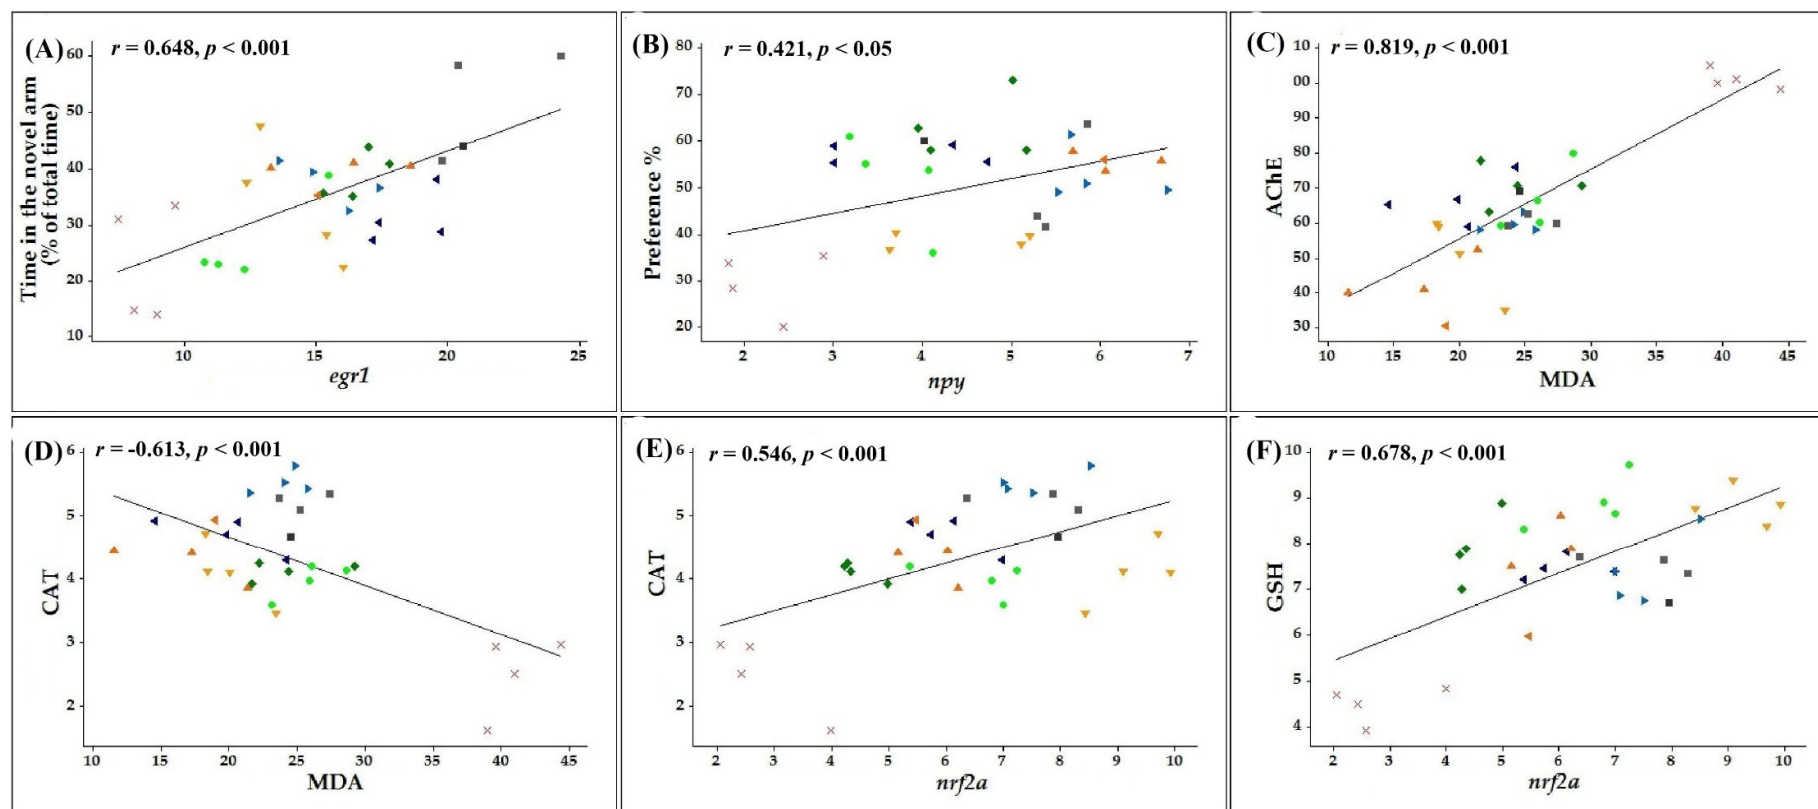 (A) r = 0.648, p < 0.001
Time in the novel arm
(% of total time)
60
50
40
30
20
10
10 15 20 25
egr1
(B) r = 0.421, p < 0.05
Preference %
80
70
60
50
40
30
20
2 3 4 5 6 7
npy
(C) r = 0.819, p < 0.001
AChE
10
00
90
80
70
60
50
40
30
10 15 20 25 30 35 40 45
MDA
(D) r = -0.613, p < 0.001
CAT
6
5
4
3
2
10 15 20 25 30 35 40 45
MDA
(E) r = 0.546, p < 0.001
CAT
6
5
4
3
2
2 3 4 5 6 7 8 9 10
nrf2a
(F) r = 0.678, p < 0.001
GSH
10
9
8
7
6
5
4
2 3 4 5 6 7 8 9 10
nrf2a